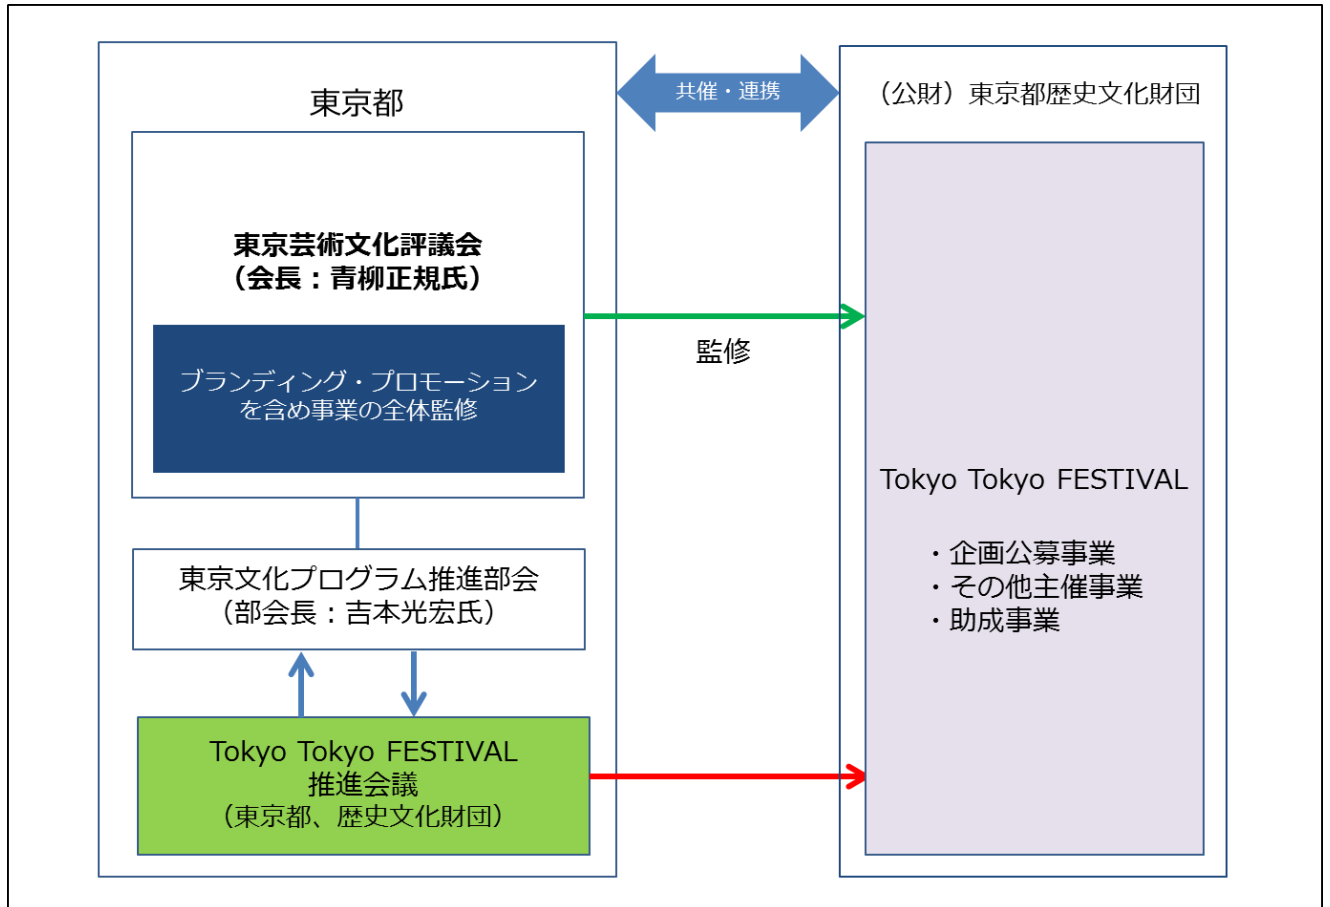 東京都
東京芸術文化評議会
（会長：青柳正規氏）
ブランディング・プロモーション
を含め事業の全体監修
東京文化プログラム推進部会
（部会長：吉本光宏氏）
Tokyo Tokyo FESTIVAL
推進会議
（東京都、歴史文化財団）
共催・連携
監修
（公財）東京都歴史文化財団
Tokyo Tokyo FESTIVAL
・企画公募事業
・その他主催事業
・助成事業